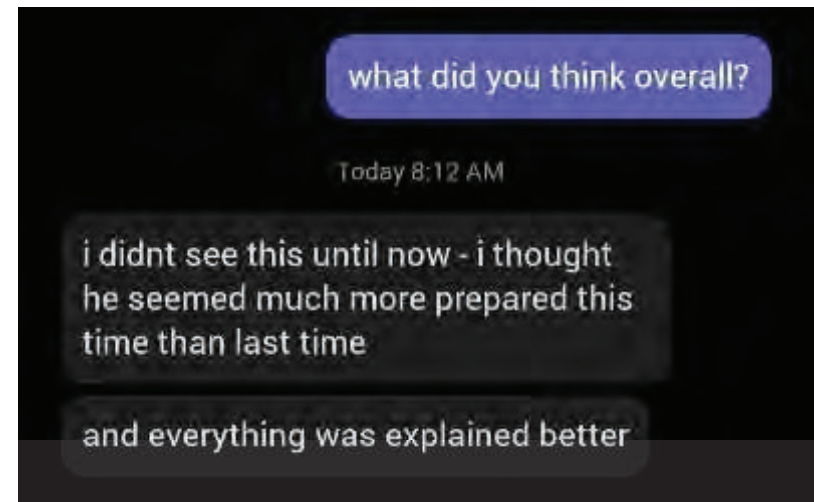 what did you think overall?
Today 8:12 AM
i didnt see this until now - i thought
he seemed much more prepared this
time than last time
and everything was explained better